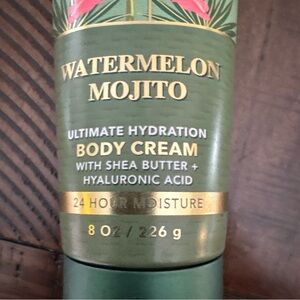 WATERMELON
MOJITO
ULTIMATE HYDRATION
BODY CREAM
WITH SHEA BUTTER +
HYALURONIC ACID
24 HOUR MOISTURE
8 OZ / 226 g